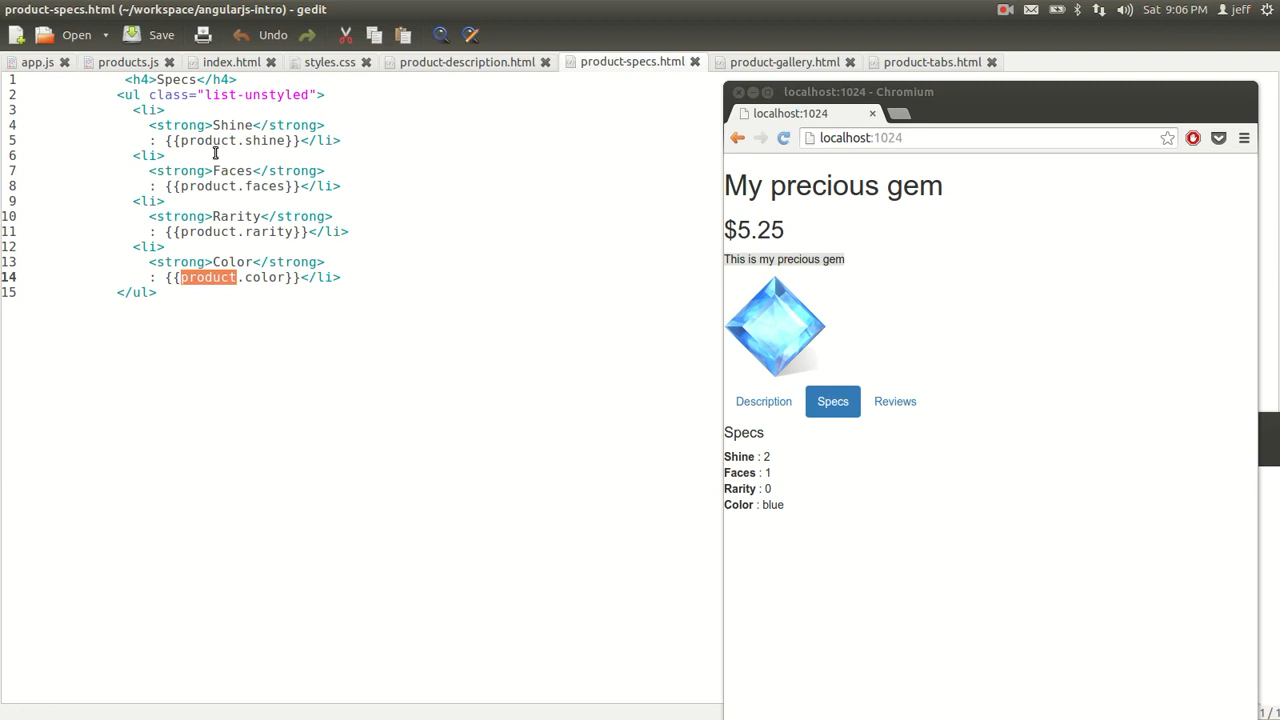 product-specs.html (~/workspace/angularjs-intro) - gedit
Sat 9:06 PM jeff
Open Save Undo
app.js products.js index.html styles.css product-description.html product-specs.html product-gallery.html product-tabs.html
1 <h4>Specs</h4>
2 <ul class="list-unstyled">
3 <li>
4 <strong>Shine</strong>
5 : {{product.shine}}</li>
6 <li>
7 <strong>Faces</strong>
8 : {{product.faces}}</li>
9 <li>
10 <strong>Rarity</strong>
11 : {{product.rarity}}</li>
12 <li>
13 <strong>Color</strong>
14 : {{product.color}}</li>
15 </ul>
localhost:1024 - Chromium
localhost:1024
localhost:1024
My precious gem
$5.25
This is my precious gem
Description Specs Reviews
Specs
Shine : 2
Faces : 1
Rarity : 0
Color : blue
1 / 1